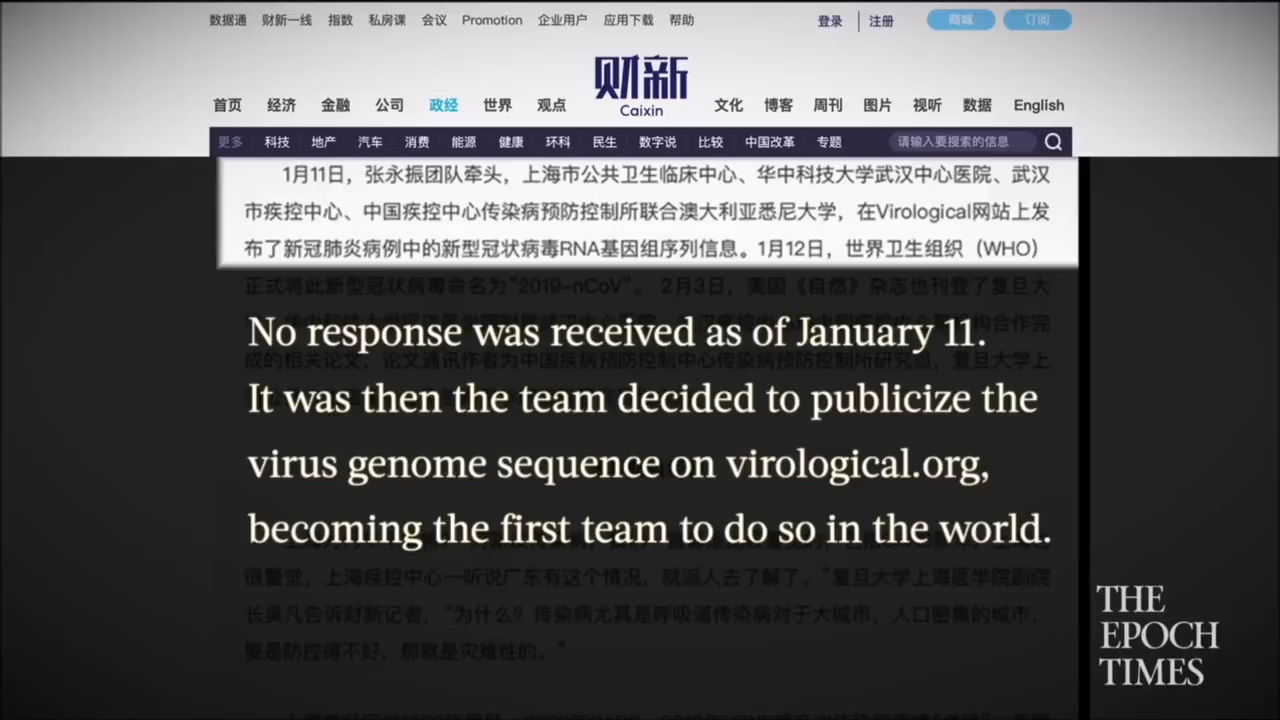 数据通 财新一线 指数 私房课 会议 Promotion 企业用户 应用下载 帮助 登录 注册 商城 订阅
财新
Caixin
首页 经济 金融 公司 政经 世界 观点 文化 博客 周刊 图片 视听 数据 English
更多 科技 地产 汽车 消费 能源 健康 环科 民生 数字说 比较 中国改革 专题 请输入要搜索的信息
1月11日，张永振团队牵头，上海市公共卫生临床中心、华中科技大学武汉中心医院、武汉
市疾控中心、中国疾控中心传染病预防控制所联合澳大利亚悉尼大学，在Virological网站上发
布了新冠肺炎病例中的新型冠状病毒RNA基因组序列信息。1月12日，世界卫生组织（WHO）
正式将此新型冠状病毒命名为“2019-nCoV”。 2月3日，美国《自然》杂志也刊登了复旦大
No response was received as of January 11.
成的相关论文，论文通讯作者为中国疾病预防控制中心传染病预防控制所研究员，复旦大学上
It was then the team decided to publicize the
virus genome sequence on virological.org,
becoming the first team to do so in the world.
很警觉，上海疾控中心一听说广东有这个情况，就派人去了解了。”复旦大学上海医学院副院
长吴凡告诉财新记者，“为什么？传染病尤其是呼吸道传染病对于大城市，人口密集的城市，
要是防控得不好，那就是灾难性的。”
THE
EPOCH
TIMES